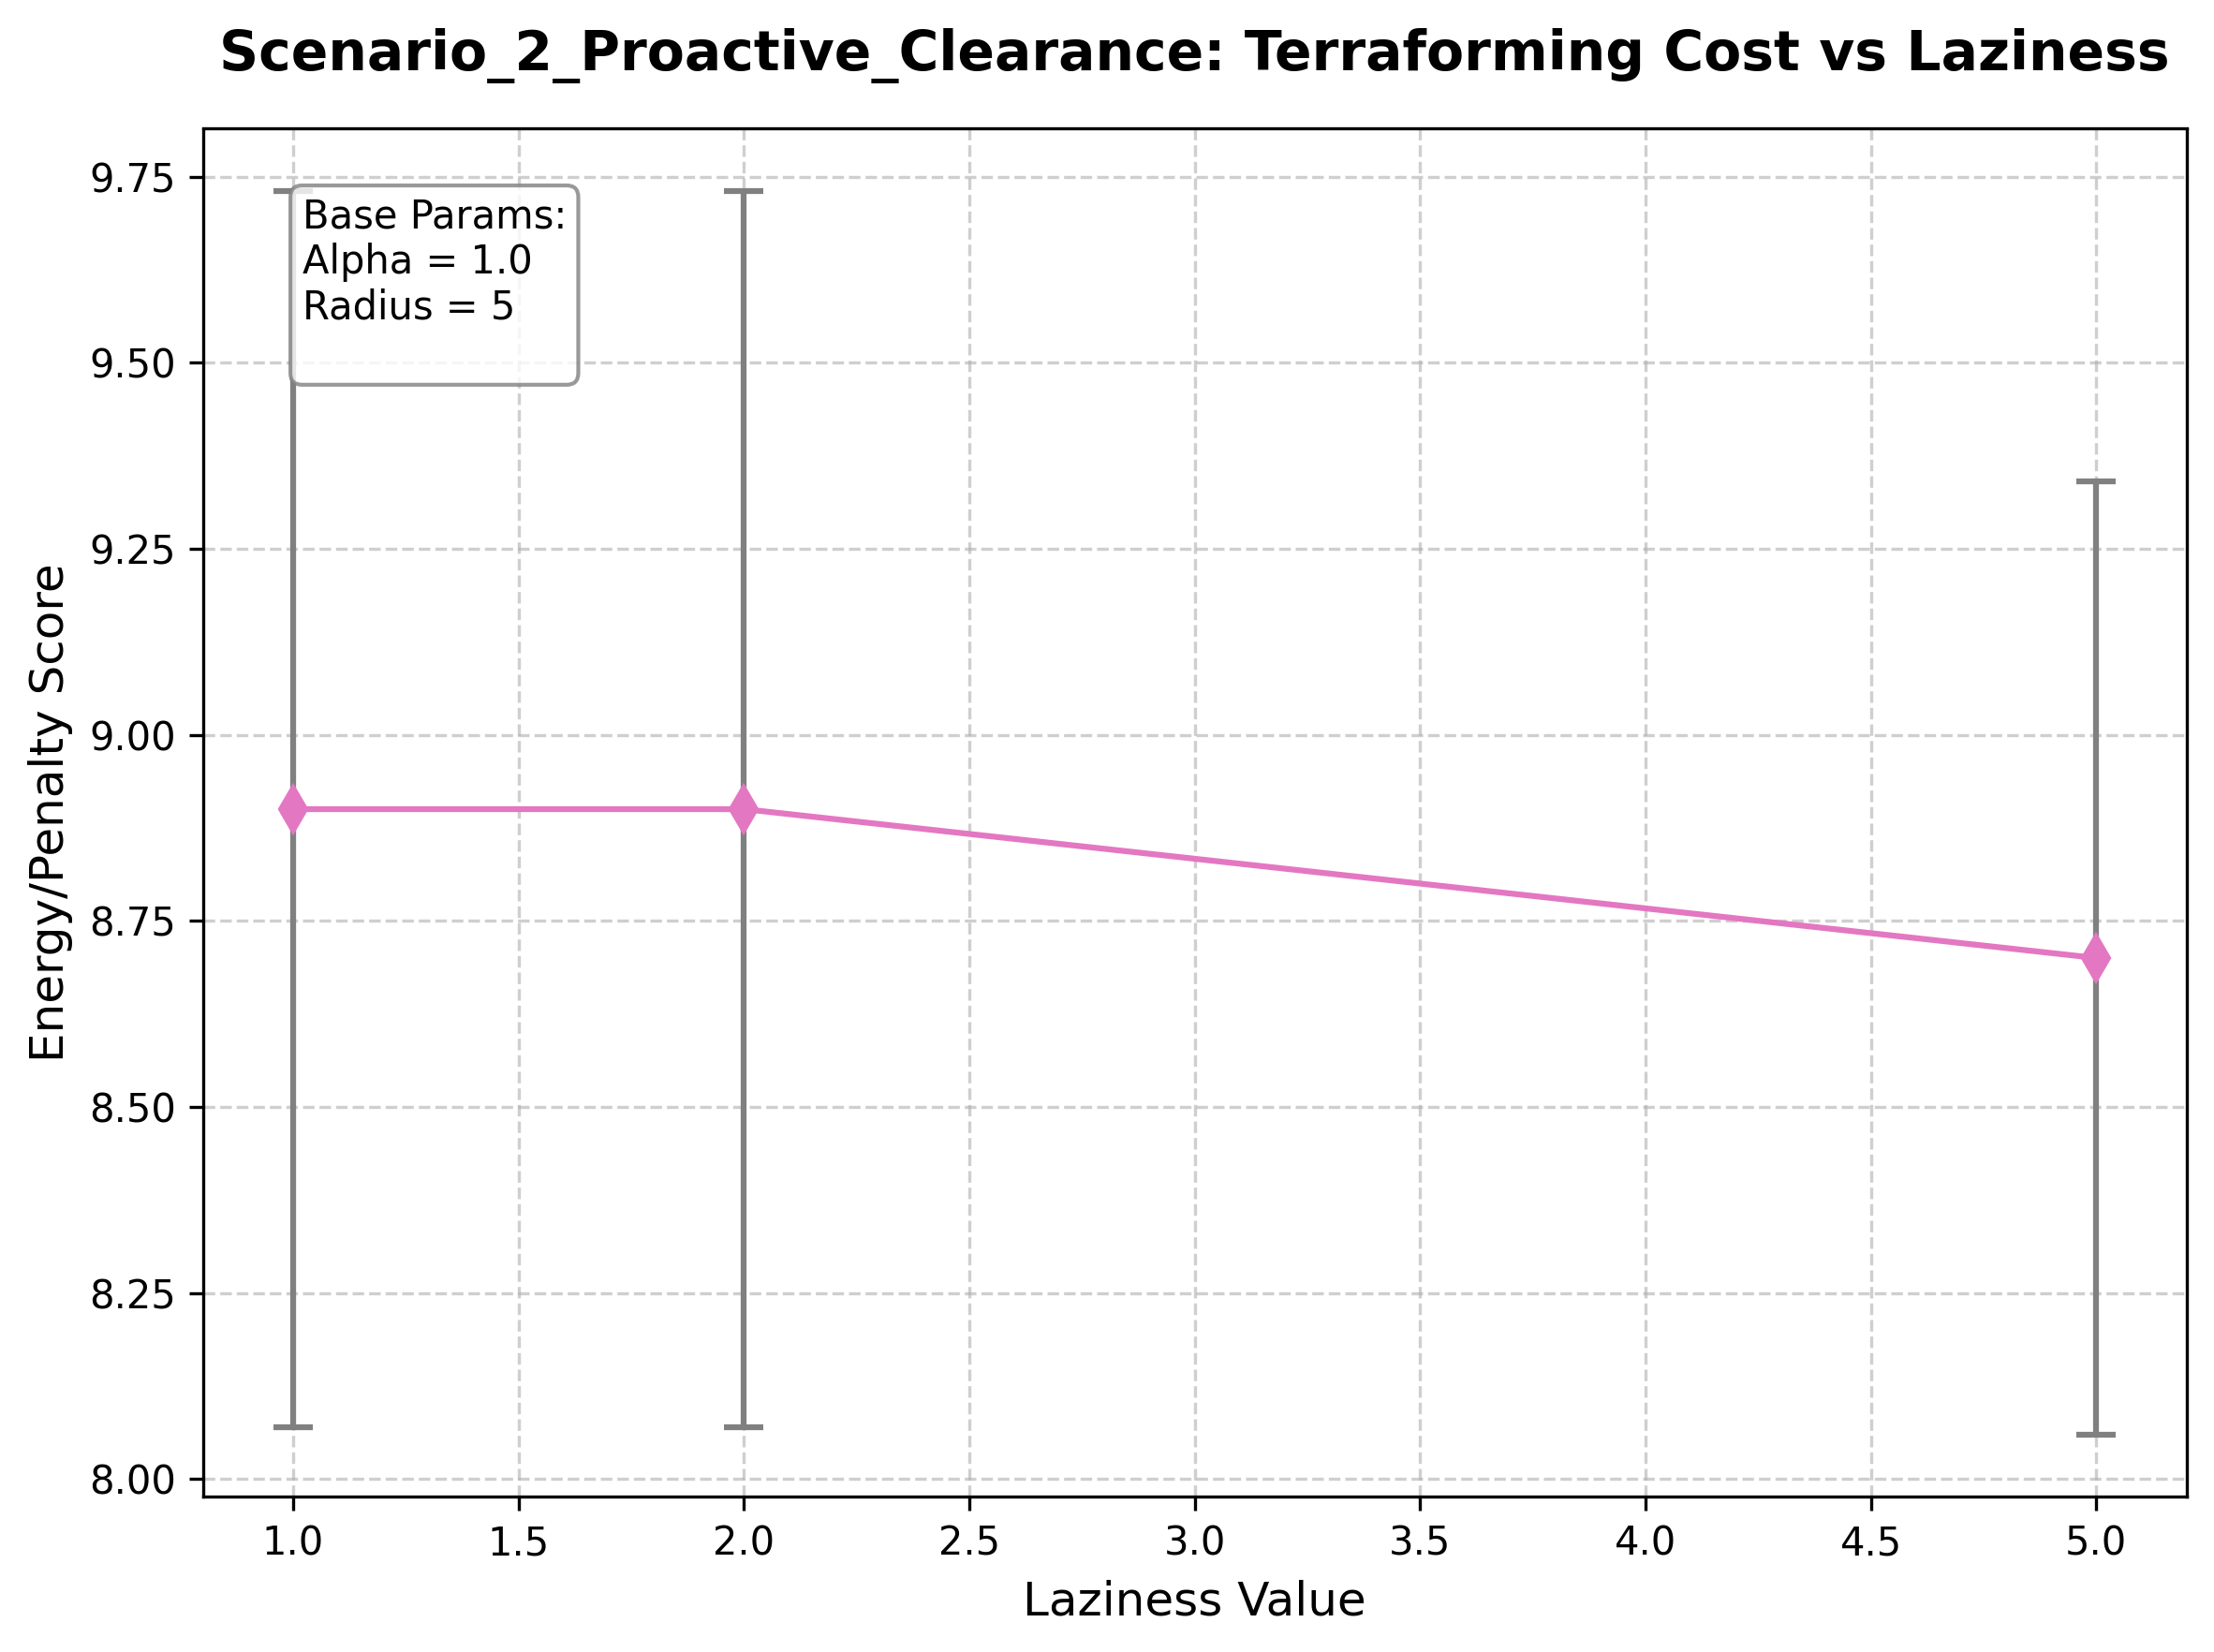 Scenario_2_Proactive_Clearance: Terraforming Cost vs Laziness
Energy/Penalty Score
9.75
9.50
9.25
9.00
8.75
8.50
8.25
8.00
Base Params:
Alpha = 1.0
Radius = 5
1.0 1.5 2.0 2.5 3.0 3.5 4.0 4.5 5.0
Laziness Value